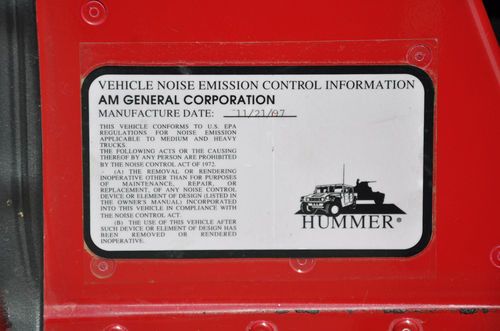 VEHICLE NOISE EMISSION CONTROL INFORMATION
AM GENERAL CORPORATION
MANUFACTURE DATE: 11/21/97
THIS VEHICLE CONFORMS TO U.S. EPA
REGULATIONS FOR NOISE EMISSION
APPLICABLE TO MEDIUM AND HEAVY
TRUCKS.
THE FOLLOWING ACTS OR THE CAUSING
THEREOF BY ANY PERSON ARE PROHIBITED
BY THE NOISE CONTROL ACT OF 1972.
(A) THE REMOVAL OR RENDERING
INOPERATIVE OTHER THAN FOR PURPOSES
OF MAINTENANCE, REPAIR, OR
REPLACEMENT, OF ANY NOISE CONTROL
DEVICE OR ELEMENT OF DESIGN (LISTED IN
THE OWNER'S MANUAL) INCORPORATED
INTO THIS VEHICLE IN COMPLIANCE WITH
THE NOISE CONTROL ACT.
(B) THE USE OF THIS VEHICLE AFTER
SUCH DEVICE OR ELEMENT OF DESIGN HAS
BEEN REMOVED OR RENDERED
INOPERATIVE.
HUMMER®